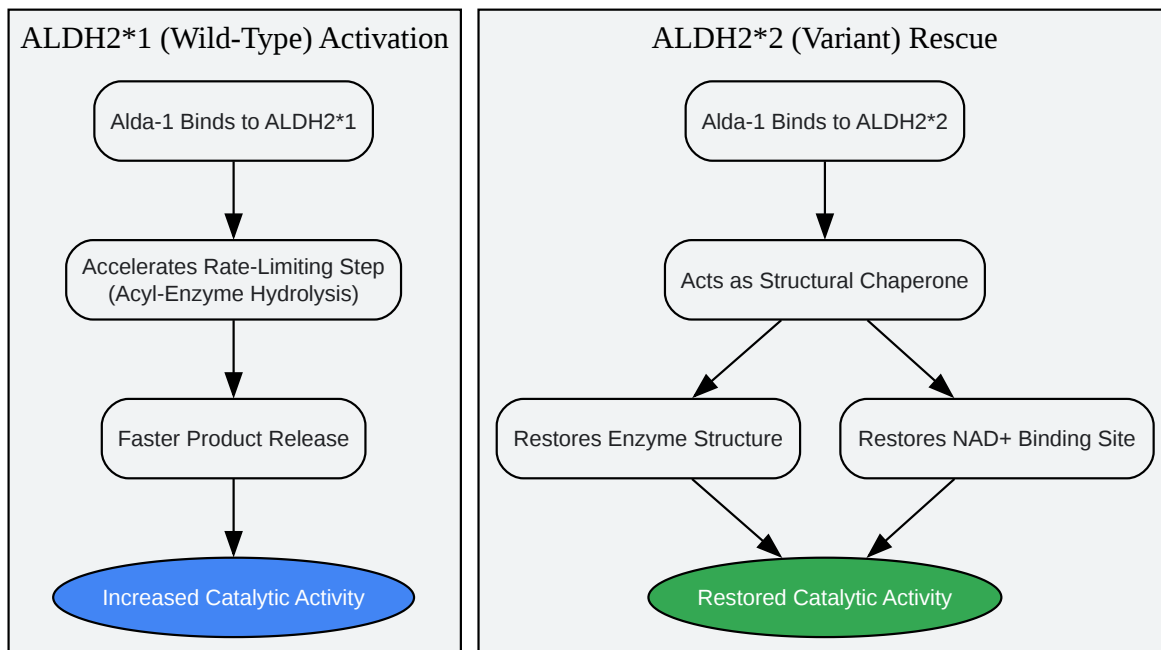 ALDH2*1 (Wild-Type) Activation
Alda-1 Binds to ALDH2*1
Accelerates Rate-Limiting Step
(Acyl-Enzyme Hydrolysis)
Faster Product Release
Increased Catalytic Activity
ALDH2*2 (Variant) Rescue
Alda-1 Binds to ALDH2*2
Acts as Structural Chaperone
Restores Enzyme Structure
Restores NAD+ Binding Site
Restored Catalytic Activity